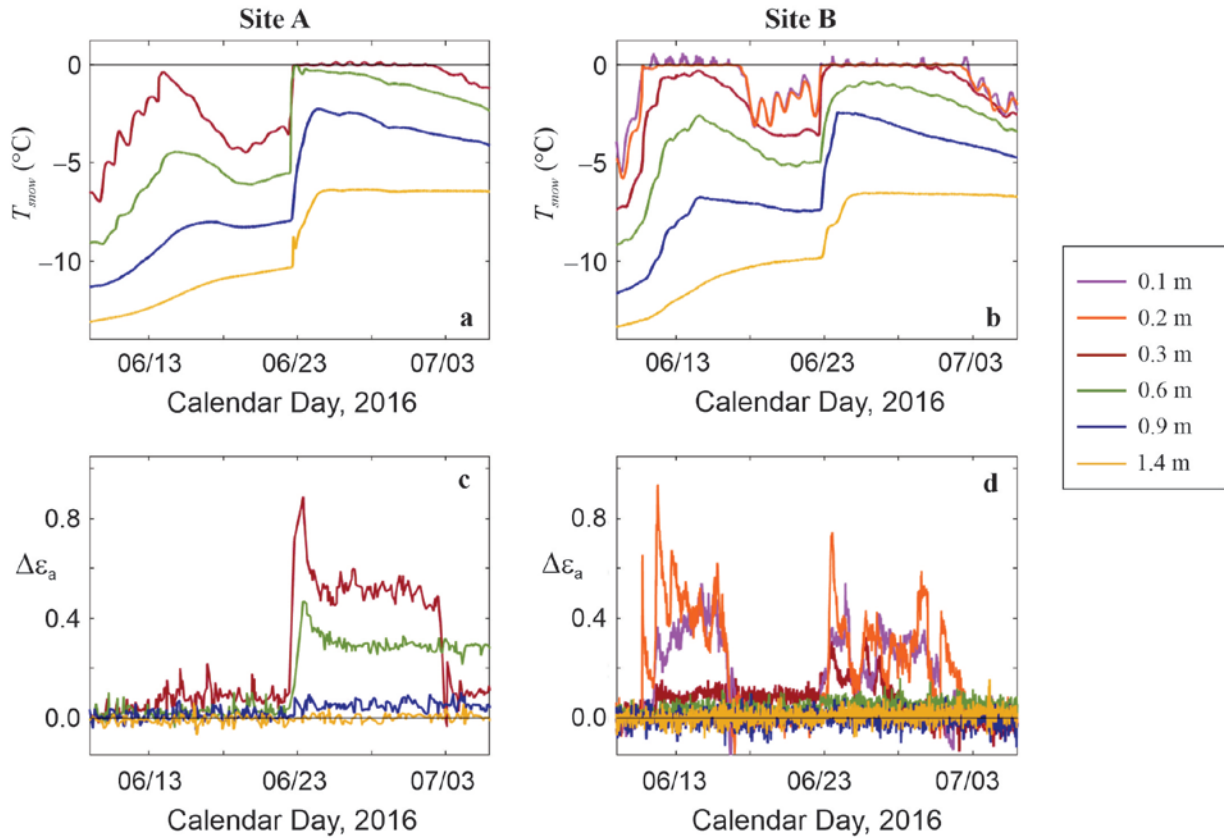 Site A
Site B
0
−5
−10
T_snow (°C)
a
06/13
06/23
07/03
Calendar Day, 2016
0
−5
−10
T_snow (°C)
b
06/13
06/23
07/03
Calendar Day, 2016
0.1 m
0.2 m
0.3 m
0.6 m
0.9 m
1.4 m
0.8
0.4
0.0
Δεₐ
c
06/13
06/23
07/03
Calendar Day, 2016
0.8
0.4
0.0
Δεₐ
d
06/13
06/23
07/03
Calendar Day, 2016